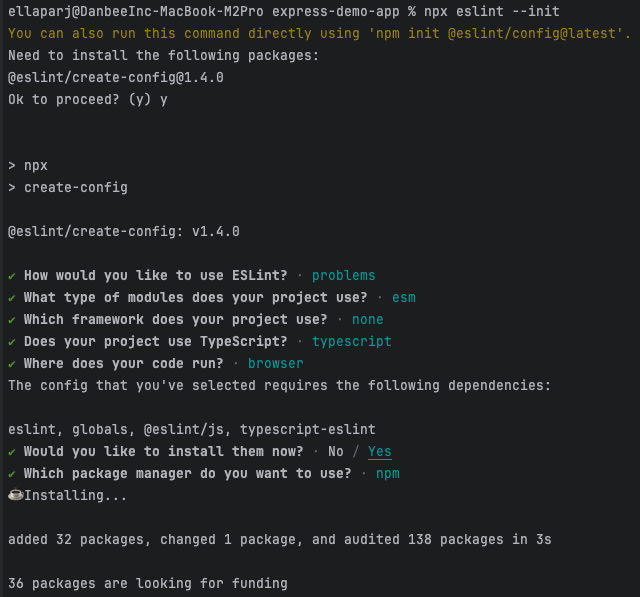 ellaparj@DanbeeInc-MacBook-M2Pro express-demo-app % npx eslint --init
You can also run this command directly using 'npm init @eslint/config@latest'.
Need to install the following packages:
@eslint/create-config@1.4.0
Ok to proceed? (y) y
> npx
> create-config
@eslint/create-config: v1.4.0
✔ How would you like to use ESLint? · problems
✔ What type of modules does your project use? · esm
✔ Which framework does your project use? · none
✔ Does your project use TypeScript? · typescript
✔ Where does your code run? · browser
The config that you've selected requires the following dependencies:
eslint, globals, @eslint/js, typescript-eslint
✔ Would you like to install them now? · No / Yes
✔ Which package manager do you want to use? · npm
☕️Installing...
added 32 packages, changed 1 package, and audited 138 packages in 3s
36 packages are looking for funding